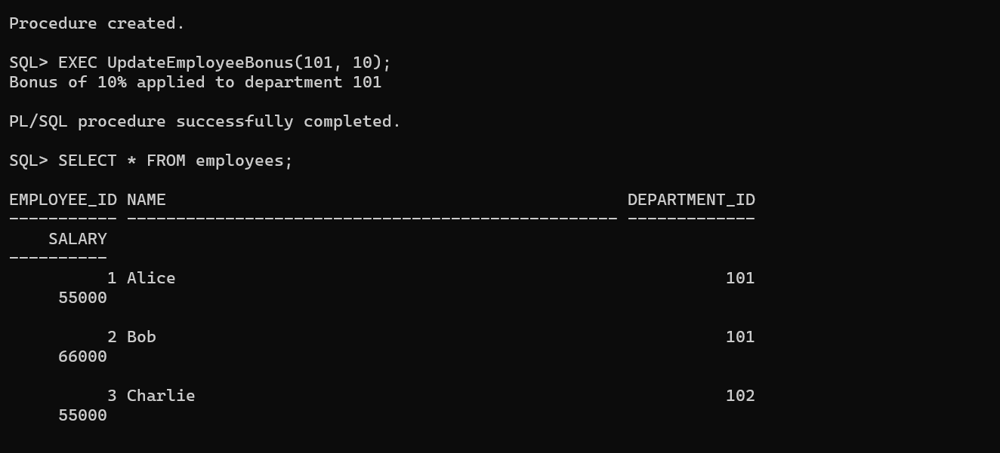 Procedure created.
SQL> EXEC UpdateEmployeeBonus(101, 10);
Bonus of 10% applied to department 101
PL/SQL procedure successfully completed.
SQL> SELECT * FROM employees;
EMPLOYEE_ID NAME                                               DEPARTMENT_ID
----------- -------------------------------------------------- -------------
    SALARY
----------
          1 Alice                                                        101
     55000
          2 Bob                                                          101
     66000
          3 Charlie                                                      102
     55000